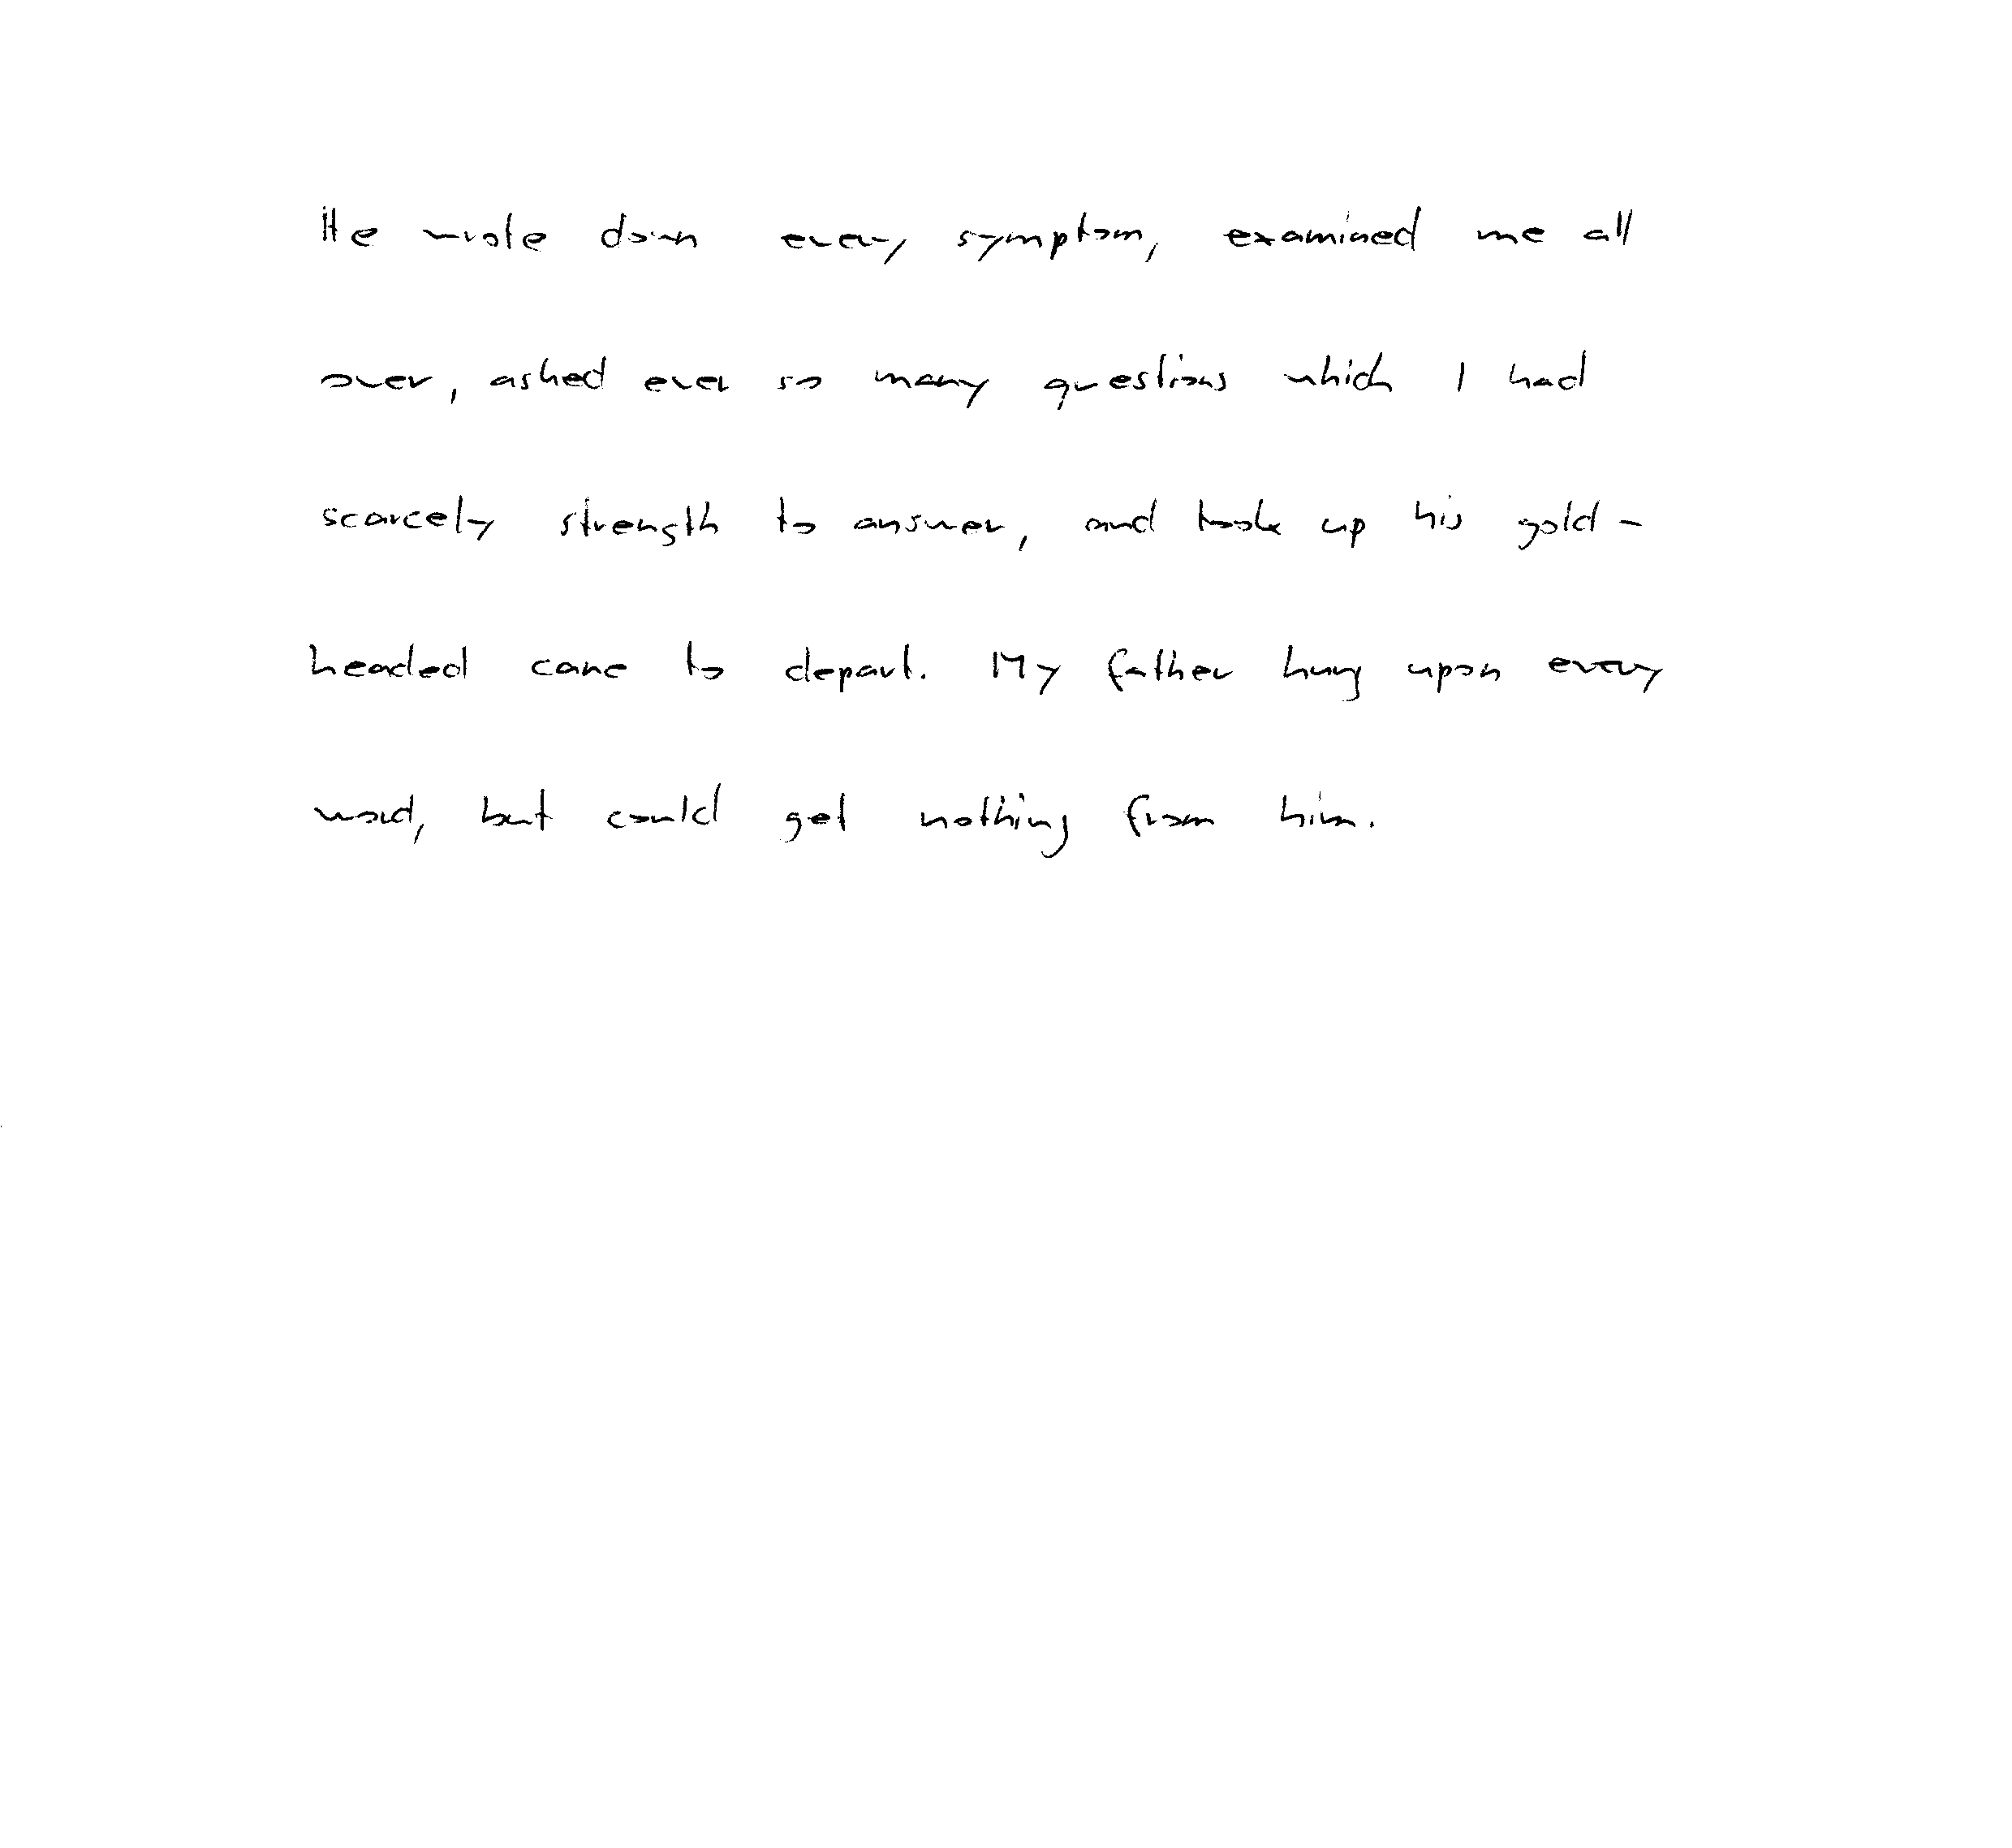 He wrote down every symptom, examined me all
over, asked ever so many questions which I had
scarcely strength to answer, and took up his gold-
headed cane to depart. My father hung upon every
word, but could get nothing from him.